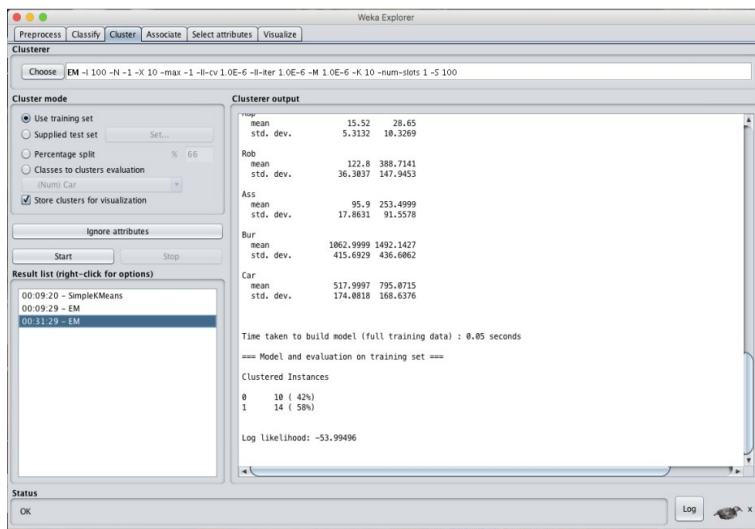 Weka Explorer
Preprocess Classify Cluster Associate Select attributes Visualize
Clusterer
Choose EM -I 100 -N -1 -X 10 -max -1 -ll-cv 1.0E-6 -ll-iter 1.0E-6 -M 1.0E-6 -K 10 -num-slots 1 -S 100
Cluster mode
Use training set
Supplied test set Set...
Percentage split % 66
Classes to clusters evaluation
(Num) Car
Store clusters for visualization
Ignore attributes
Start Stop
Result list (right-click for options)
00:09:20 - SimpleKMeans
00:09:29 - EM
00:31:29 - EM
Clusterer output
mean 15.52 28.65
std. dev. 5.3132 10.3269
Rob
mean 122.8 388.7141
std. dev. 36.3037 147.9453
Ass
mean 95.9 253.4999
std. dev. 17.8631 91.5578
Bur
mean 1062.9999 1492.1427
std. dev. 415.6929 436.6062
Car
mean 517.9997 795.0715
std. dev. 174.0818 168.6376
Time taken to build model (full training data) : 0.05 seconds
=== Model and evaluation on training set ===
Clustered Instances
0 10 ( 42%)
1 14 ( 58%)
Log likelihood: -53.99496
Status
OK
Log
x